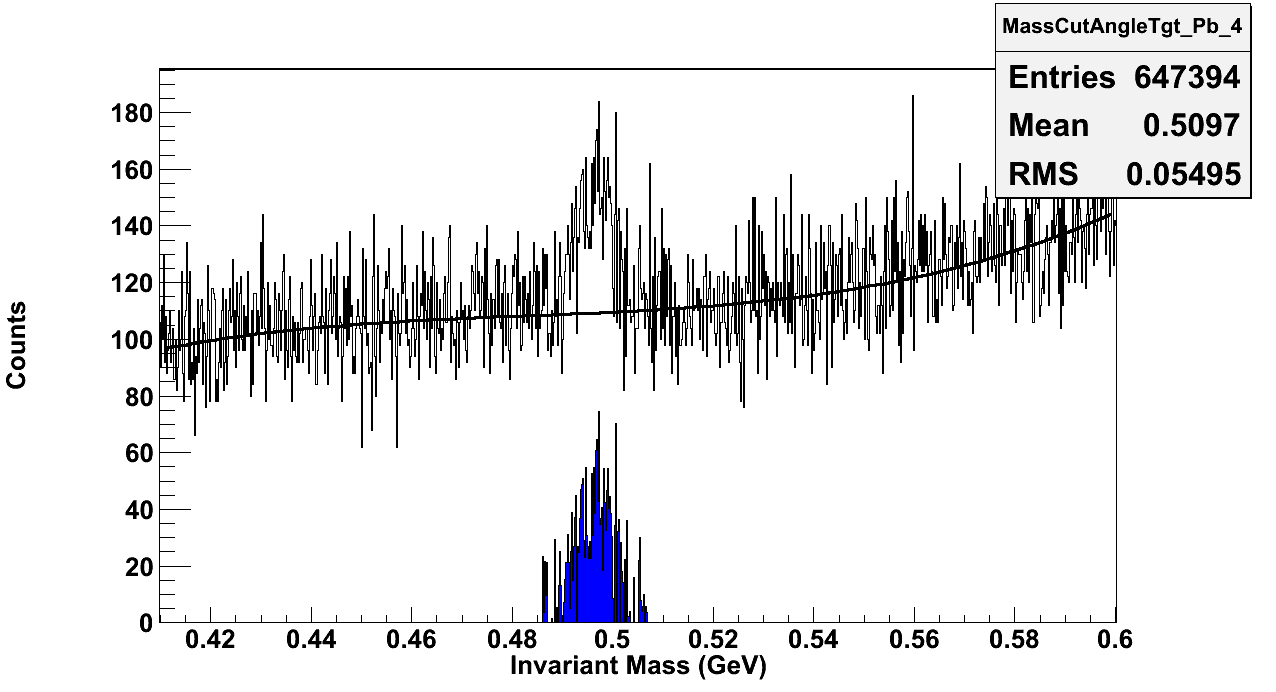 MassCutAngleTgt_Pb_4
Entries 647394
Mean 0.5097
RMS 0.05495
Counts
180
160
140
120
100
80
60
40
20
0
0.42 0.44 0.46 0.48 0.5 0.52 0.54 0.56 0.58 0.6
Invariant Mass (GeV)